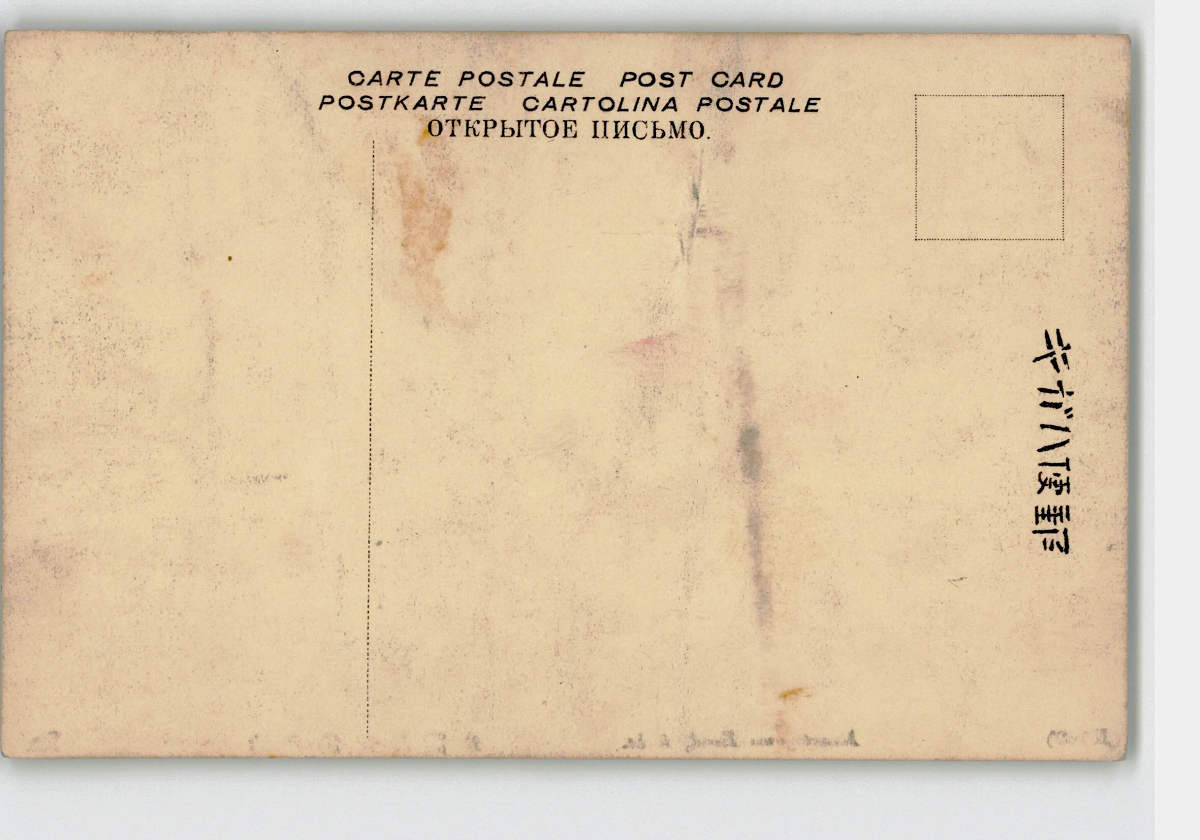 CARTE POSTALE POST CARD
POSTKARTE CARTOLINA POSTALE
ОТКРЫТОЕ ПИСЬМО.
郵便ハガキ